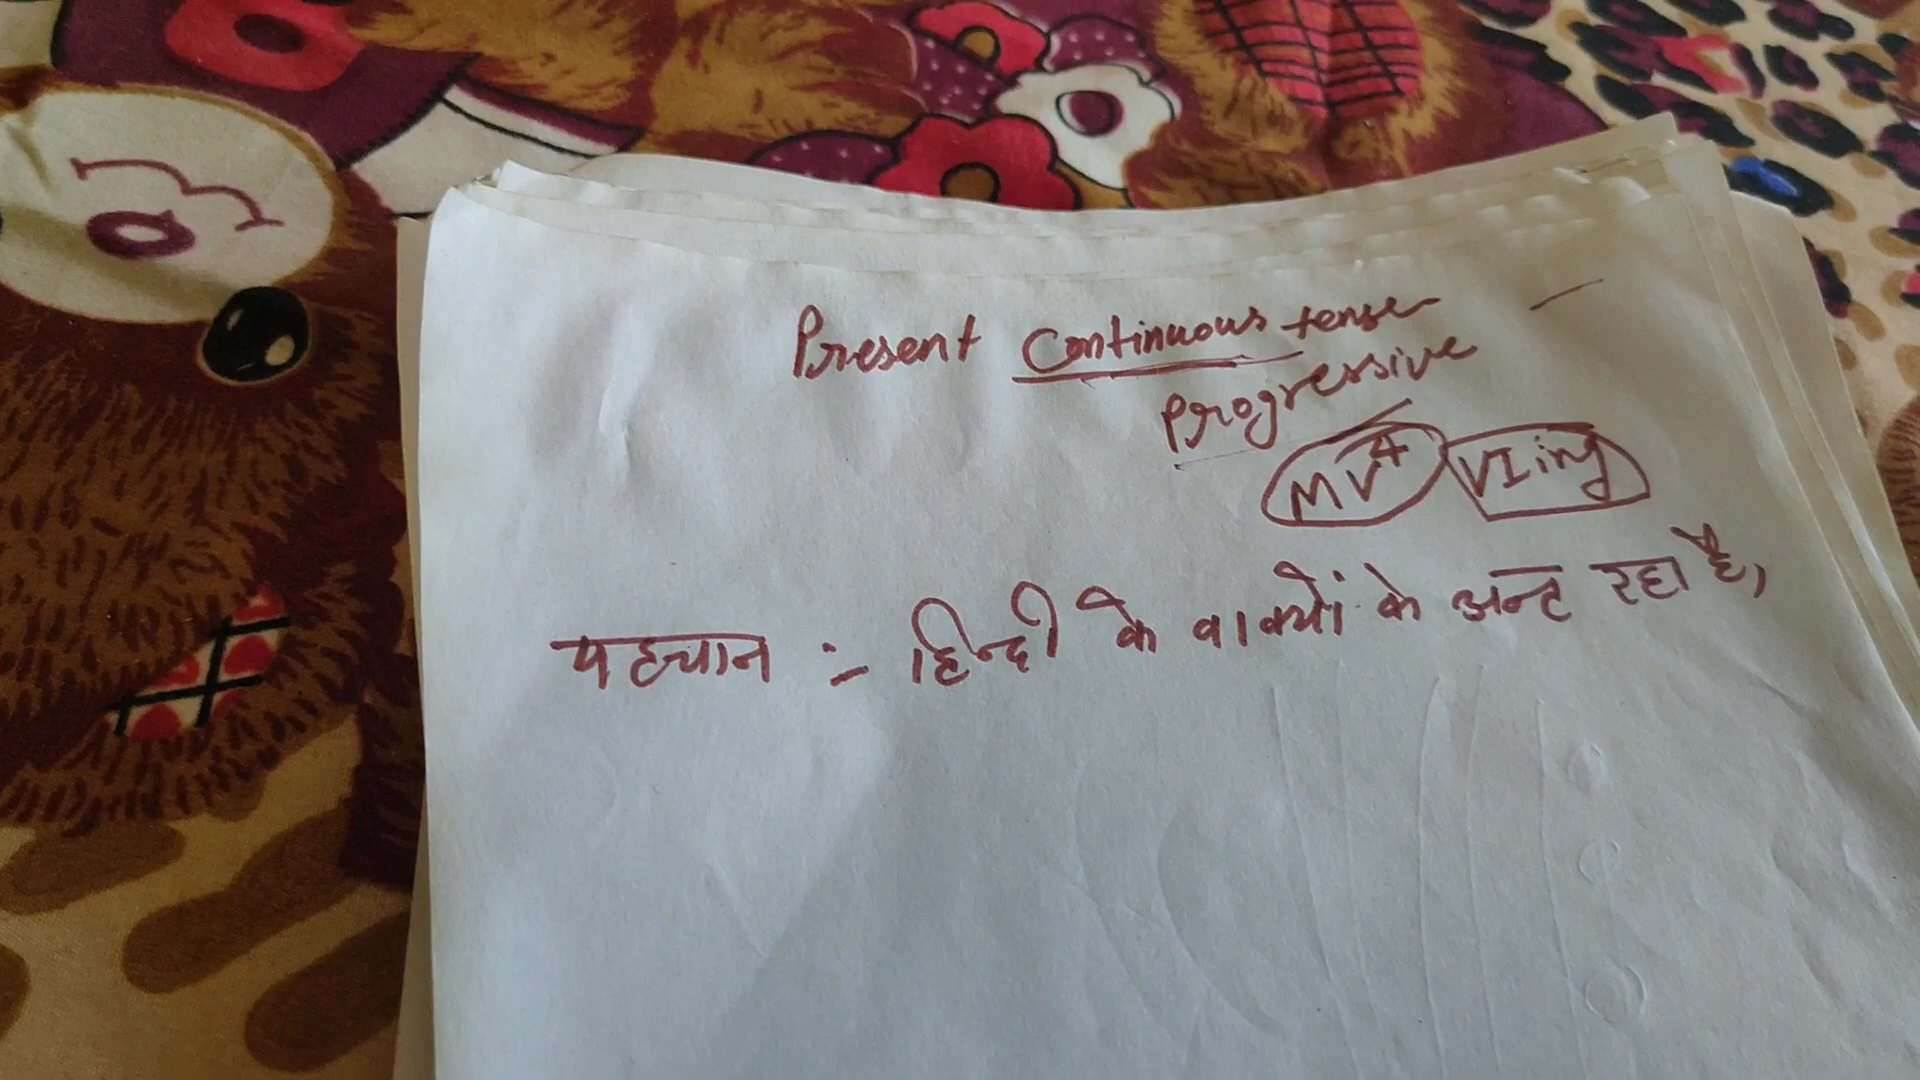 Present Continuous tense
Progressive
MV4 VIing
पहचान :- हिन्दी के वाक्यों के अन्त रहा है,